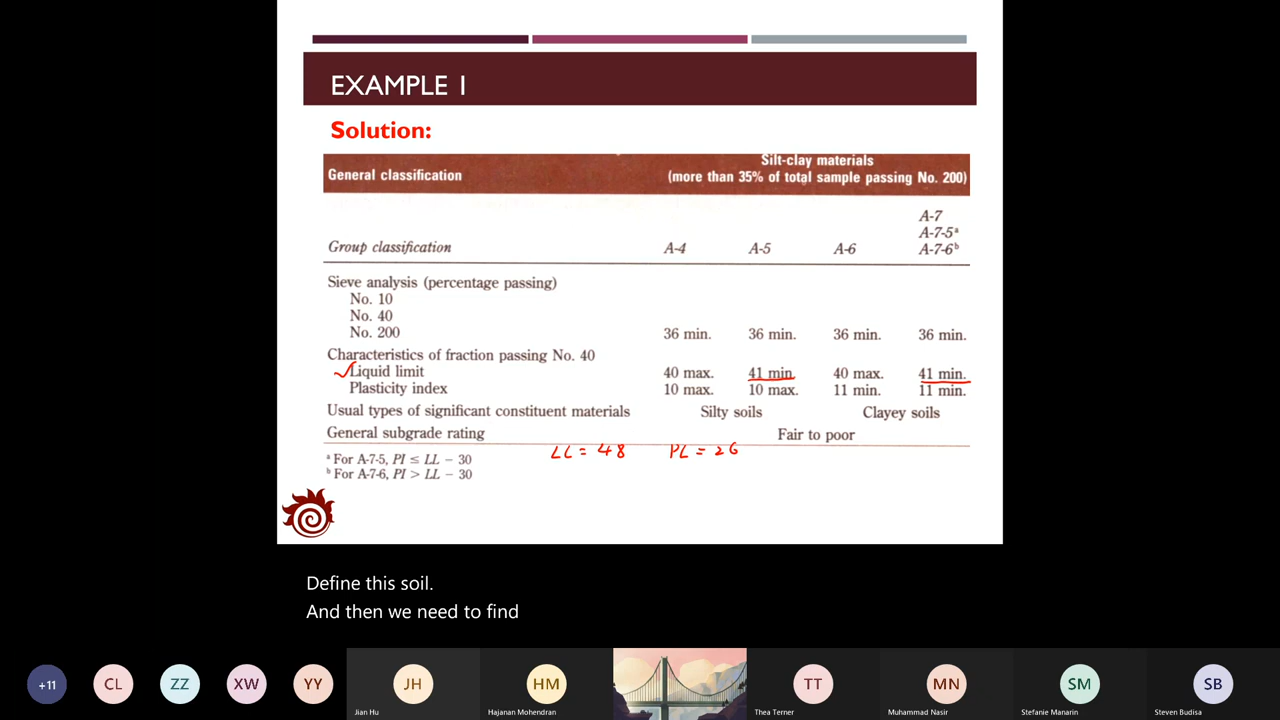 EXAMPLE I
Solution:
General classification
Silt-clay materials
(more than 35% of total sample passing No. 200)
Group classification
A-4
A-5
A-6
A-7
A-7-5ᵃ
A-7-6ᵇ
Sieve analysis (percentage passing)
No. 10
No. 40
No. 200 36 min. 36 min. 36 min. 36 min.
Characteristics of fraction passing No. 40
Liquid limit 40 max. 41 min. 40 max. 41 min.
Plasticity index 10 max. 10 max. 11 min. 11 min.
Usual types of significant constituent materials Silty soils Clayey soils
General subgrade rating Fair to poor
LL = 48 PL = 26
ᵃ For A-7-5, PI ≤ LL − 30
ᵇ For A-7-6, PI > LL − 30
Define this soil.
And then we need to find
+11 CL ZZ XW YY JH HM TT MN SM SB
Jian Hu Hajanan Mohendran Thea Terner Muhammad Nasir Stefanie Manarin Steven Budisa